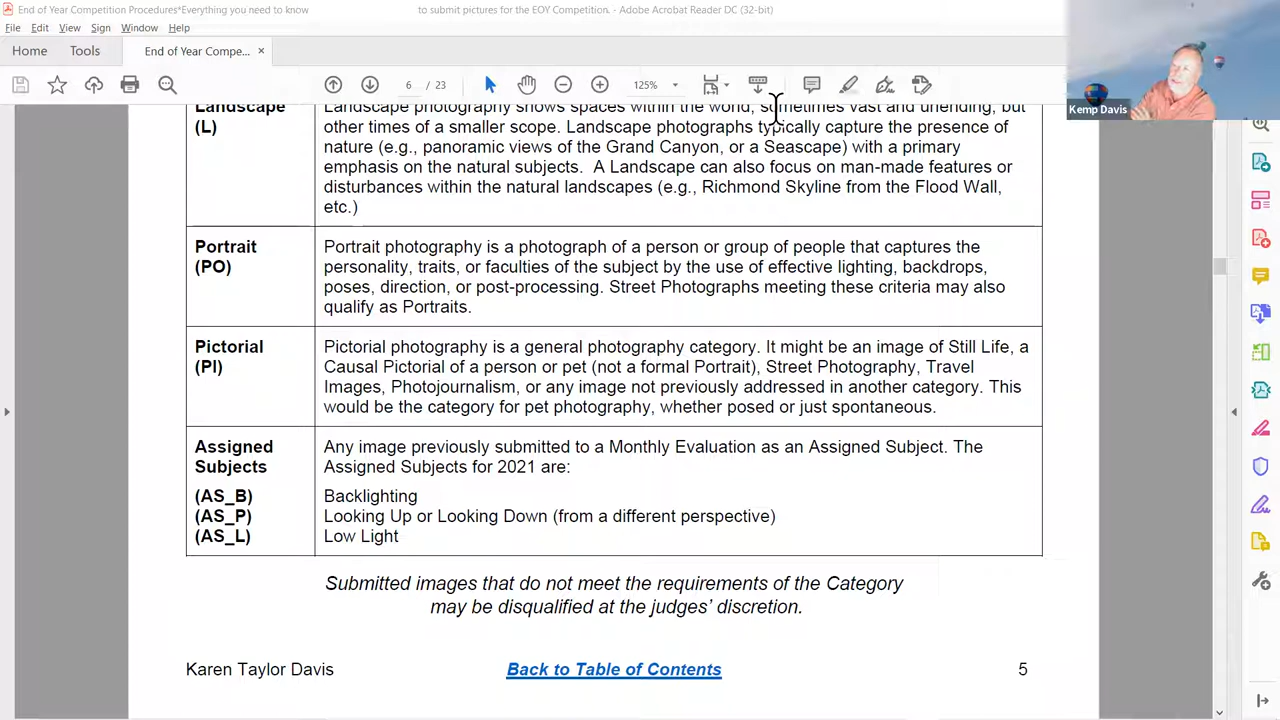 End of Year Competition Procedures*Everything you need to know to submit pictures for the EOY Competition. - Adobe Acrobat Reader DC (32-bit)
File Edit View Sign Window Help
Home Tools End of Year Compe... ×
6 / 23 125%
Kemp Davis
Landscape
(L)
Landscape photography shows spaces within the world, sometimes vast and unending, but
other times of a smaller scope. Landscape photographs typically capture the presence of
nature (e.g., panoramic views of the Grand Canyon, or a Seascape) with a primary
emphasis on the natural subjects. A Landscape can also focus on man-made features or
disturbances within the natural landscapes (e.g., Richmond Skyline from the Flood Wall,
etc.)
Portrait
(PO)
Portrait photography is a photograph of a person or group of people that captures the
personality, traits, or faculties of the subject by the use of effective lighting, backdrops,
poses, direction, or post-processing. Street Photographs meeting these criteria may also
qualify as Portraits.
Pictorial
(PI)
Pictorial photography is a general photography category. It might be an image of Still Life, a
Causal Pictorial of a person or pet (not a formal Portrait), Street Photography, Travel
Images, Photojournalism, or any image not previously addressed in another category. This
would be the category for pet photography, whether posed or just spontaneous.
Assigned
Subjects
Any image previously submitted to a Monthly Evaluation as an Assigned Subject. The
Assigned Subjects for 2021 are:
(AS_B) Backlighting
(AS_P) Looking Up or Looking Down (from a different perspective)
(AS_L) Low Light
Submitted images that do not meet the requirements of the Category
may be disqualified at the judges' discretion.
Karen Taylor Davis Back to Table of Contents 5